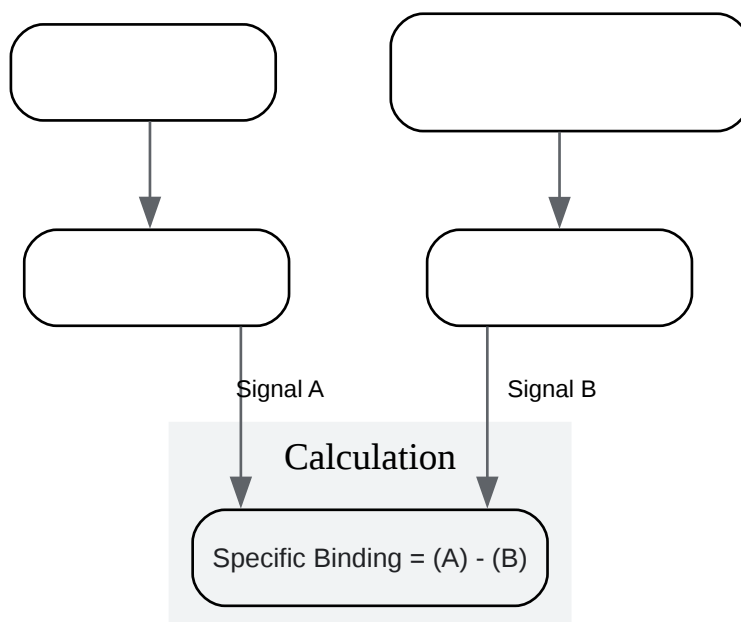 Signal A
Signal B
Calculation
Specific Binding = (A) - (B)